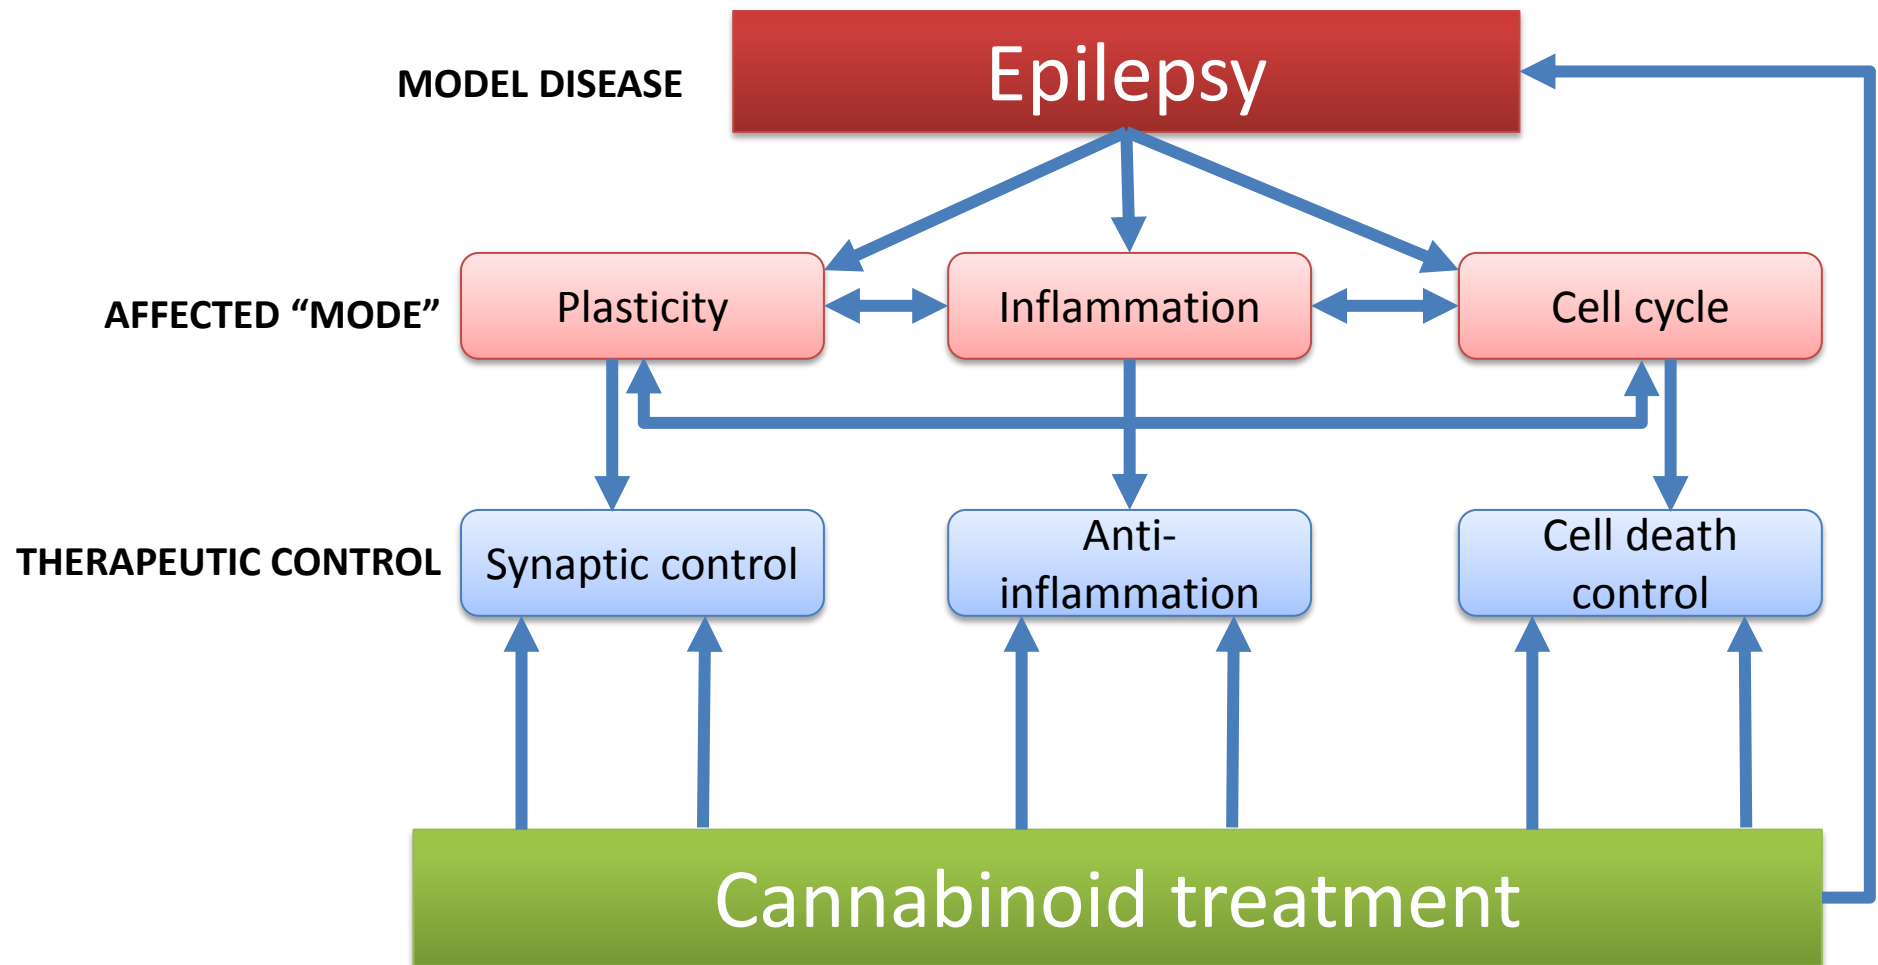 Epilepsy
MODEL DISEASE
AFFECTED “MODE”
Plasticity
Inflammation
Cell cycle
THERAPEUTIC CONTROL
Synaptic control
Anti-
inflammation
Cell death
control
Cannabinoid treatment